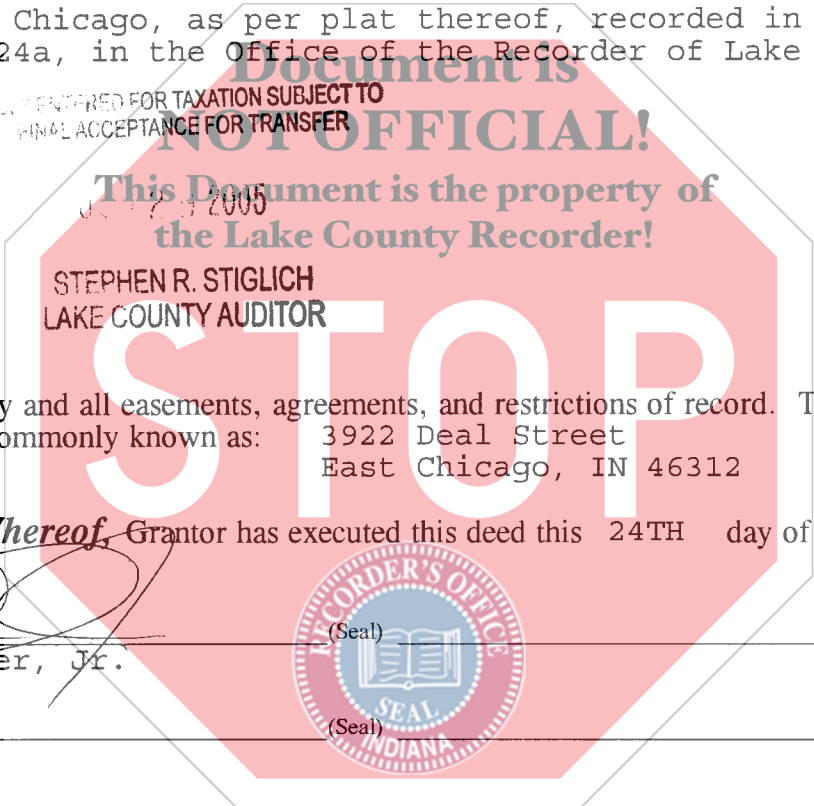 Chicago, as per plat thereof, recorded in
24a, in the Office of the Recorder of Lake
Document is
ENTERED FOR TAXATION SUBJECT TO
FINAL ACCEPTANCE FOR TRANSFER
NOT OFFICIAL!
This Document is the property of
2005
the Lake County Recorder!
STEPHEN R. STIGLICH
LAKE COUNTY AUDITOR
STOP
y and all easements, agreements, and restrictions of record. T
ommonly known as: 3922 Deal Street
East Chicago, IN 46312
hereof, Grantor has executed this deed this 24TH day of
(Seal)
er, Jr.
(Seal)
RECORDER'S OFFICE
SEAL
INDIANA